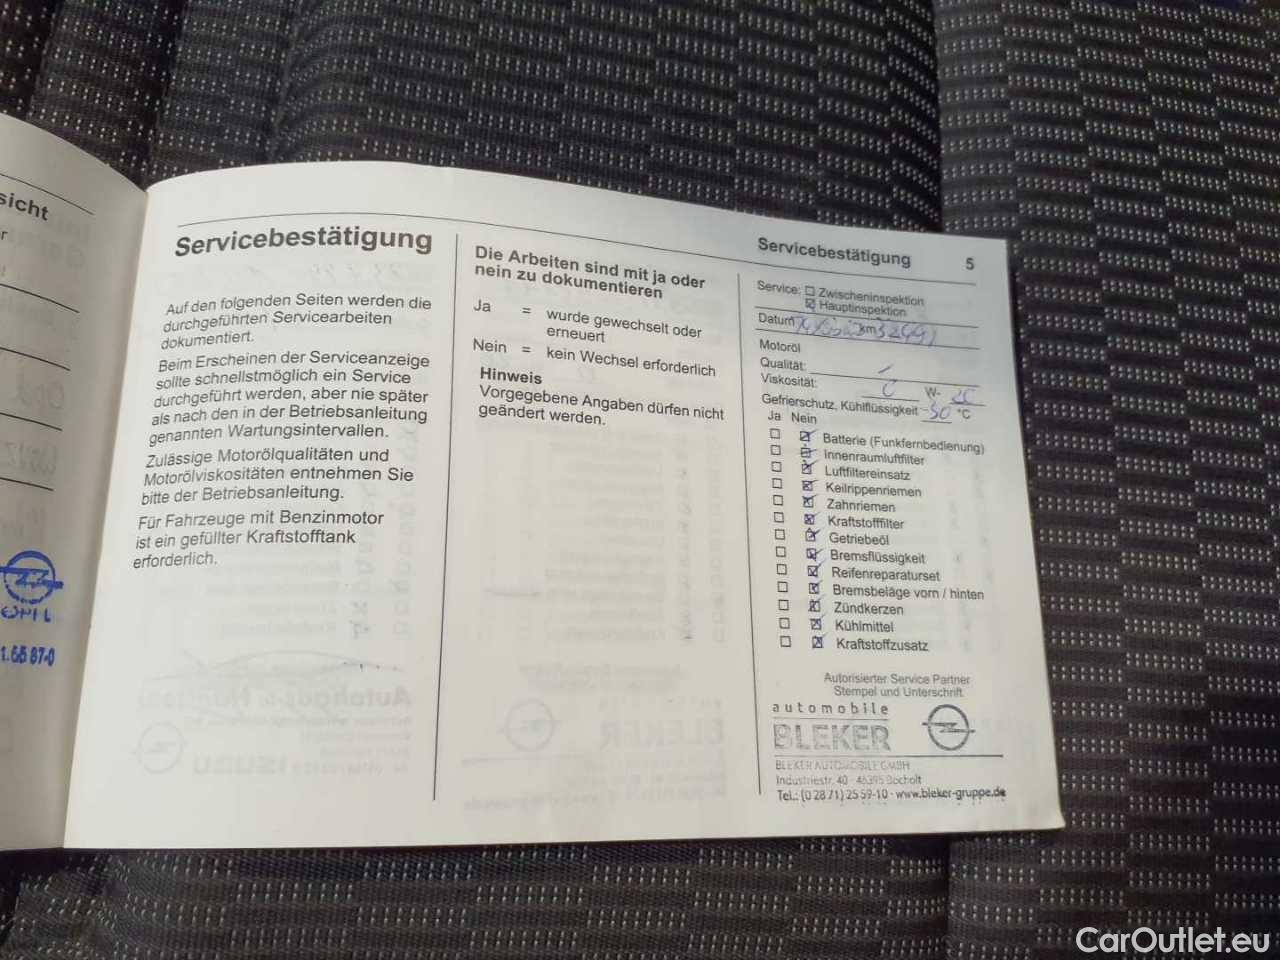 sicht
r
OPEL
Servicebestätigung
Auf den folgenden Seiten werden die
durchgeführten Servicearbeiten
dokumentiert.
Beim Erscheinen der Serviceanzeige
sollte schnellstmöglich ein Service
durchgeführt werden, aber nie später
als nach den in der Betriebsanleitung
genannten Wartungsintervallen.
Zulässige Motorölqualitäten und
Motorölviskositäten entnehmen Sie
bitte der Betriebsanleitung.
Für Fahrzeuge mit Benzinmotor
ist ein gefüllter Kraftstofftank
erforderlich.
Die Arbeiten sind mit ja oder
nein zu dokumentieren
Ja = wurde gewechselt oder
erneuert
Nein = kein Wechsel erforderlich
Hinweis
Vorgegebene Angaben dürfen nicht
geändert werden.
Servicebestätigung 5
Service: Zwischeninspektion
Hauptinspektion
Datum km
Motoröl
Qualität:
Viskosität: W-
Gefrierschutz, Kühlflüssigkeit -30 °C
Ja Nein
Batterie (Funkfernbedienung)
Innenraumluftfilter
Luftfiltereinsatz
Keilrippenriemen
Zahnriemen
Kraftstofffilter
Getriebeöl
Bremsflüssigkeit
Reifenreparaturset
Bremsbeläge vorn / hinten
Zündkerzen
Kühlmittel
Kraftstoffzusatz
Autorisierter Service Partner
Stempel und Unterschrift
automobile
BLEKER
BLEKER AUTOMOBILE GMBH
Industriestr. 40 · 46395 Bocholt
Tel.: (0 28 71) 25 59-10 · www.bleker-gruppe.de
CarOutlet.eu